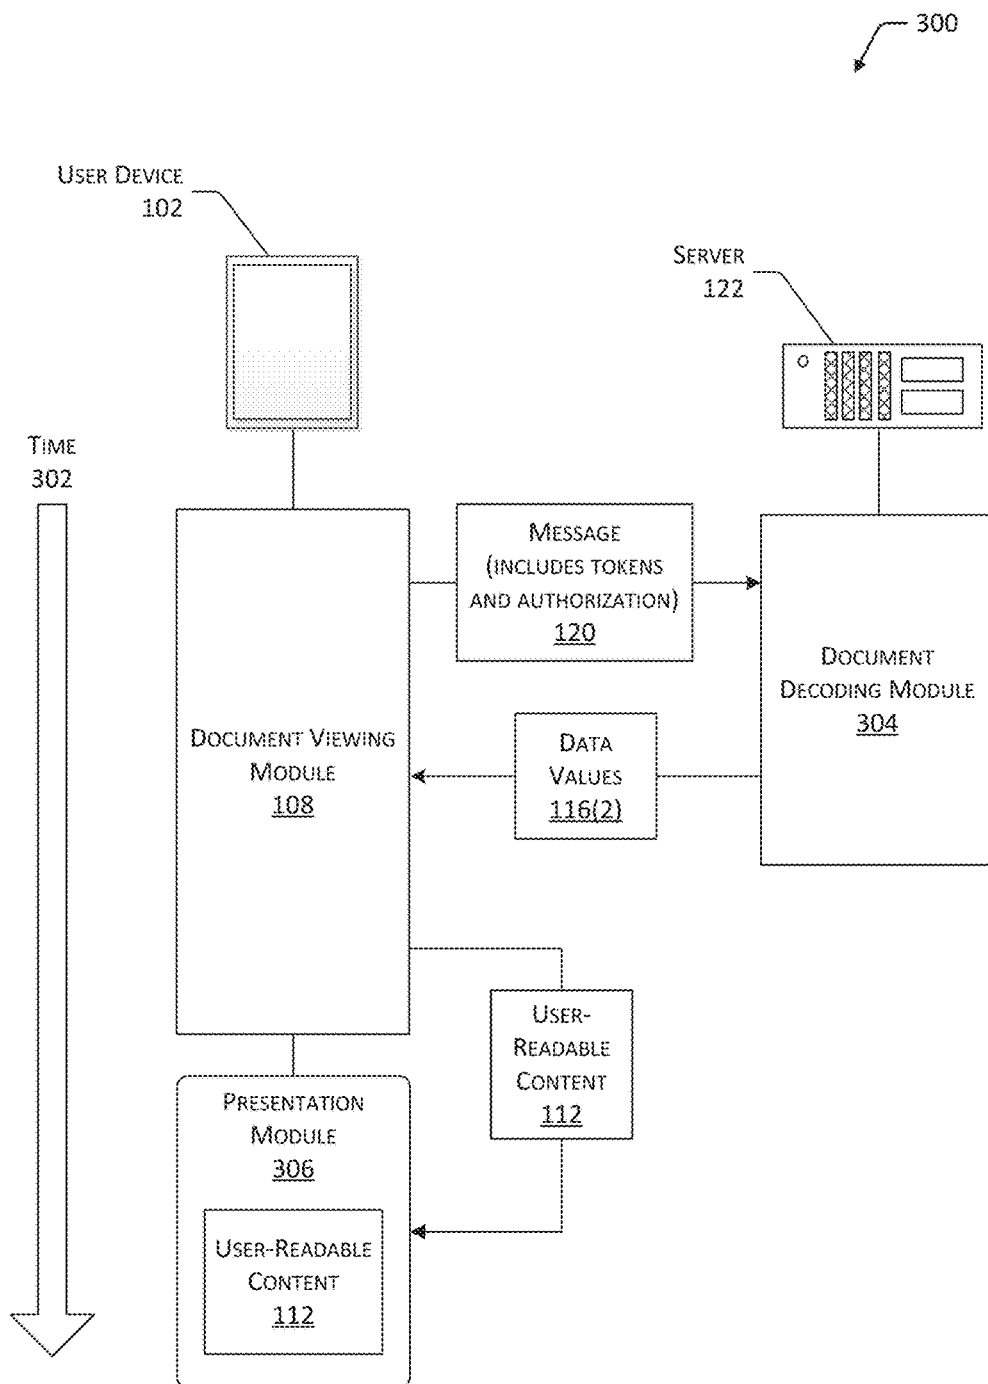 300
USER DEVICE
102
SERVER
122
TIME
302
MESSAGE
(INCLUDES TOKENS
AND AUTHORIZATION)
120
DOCUMENT
DECODING MODULE
304
DOCUMENT VIEWING
MODULE
108
DATA
VALUES
116(2)
USER-
READABLE
CONTENT
112
PRESENTATION
MODULE
306
USER-READABLE
CONTENT
112